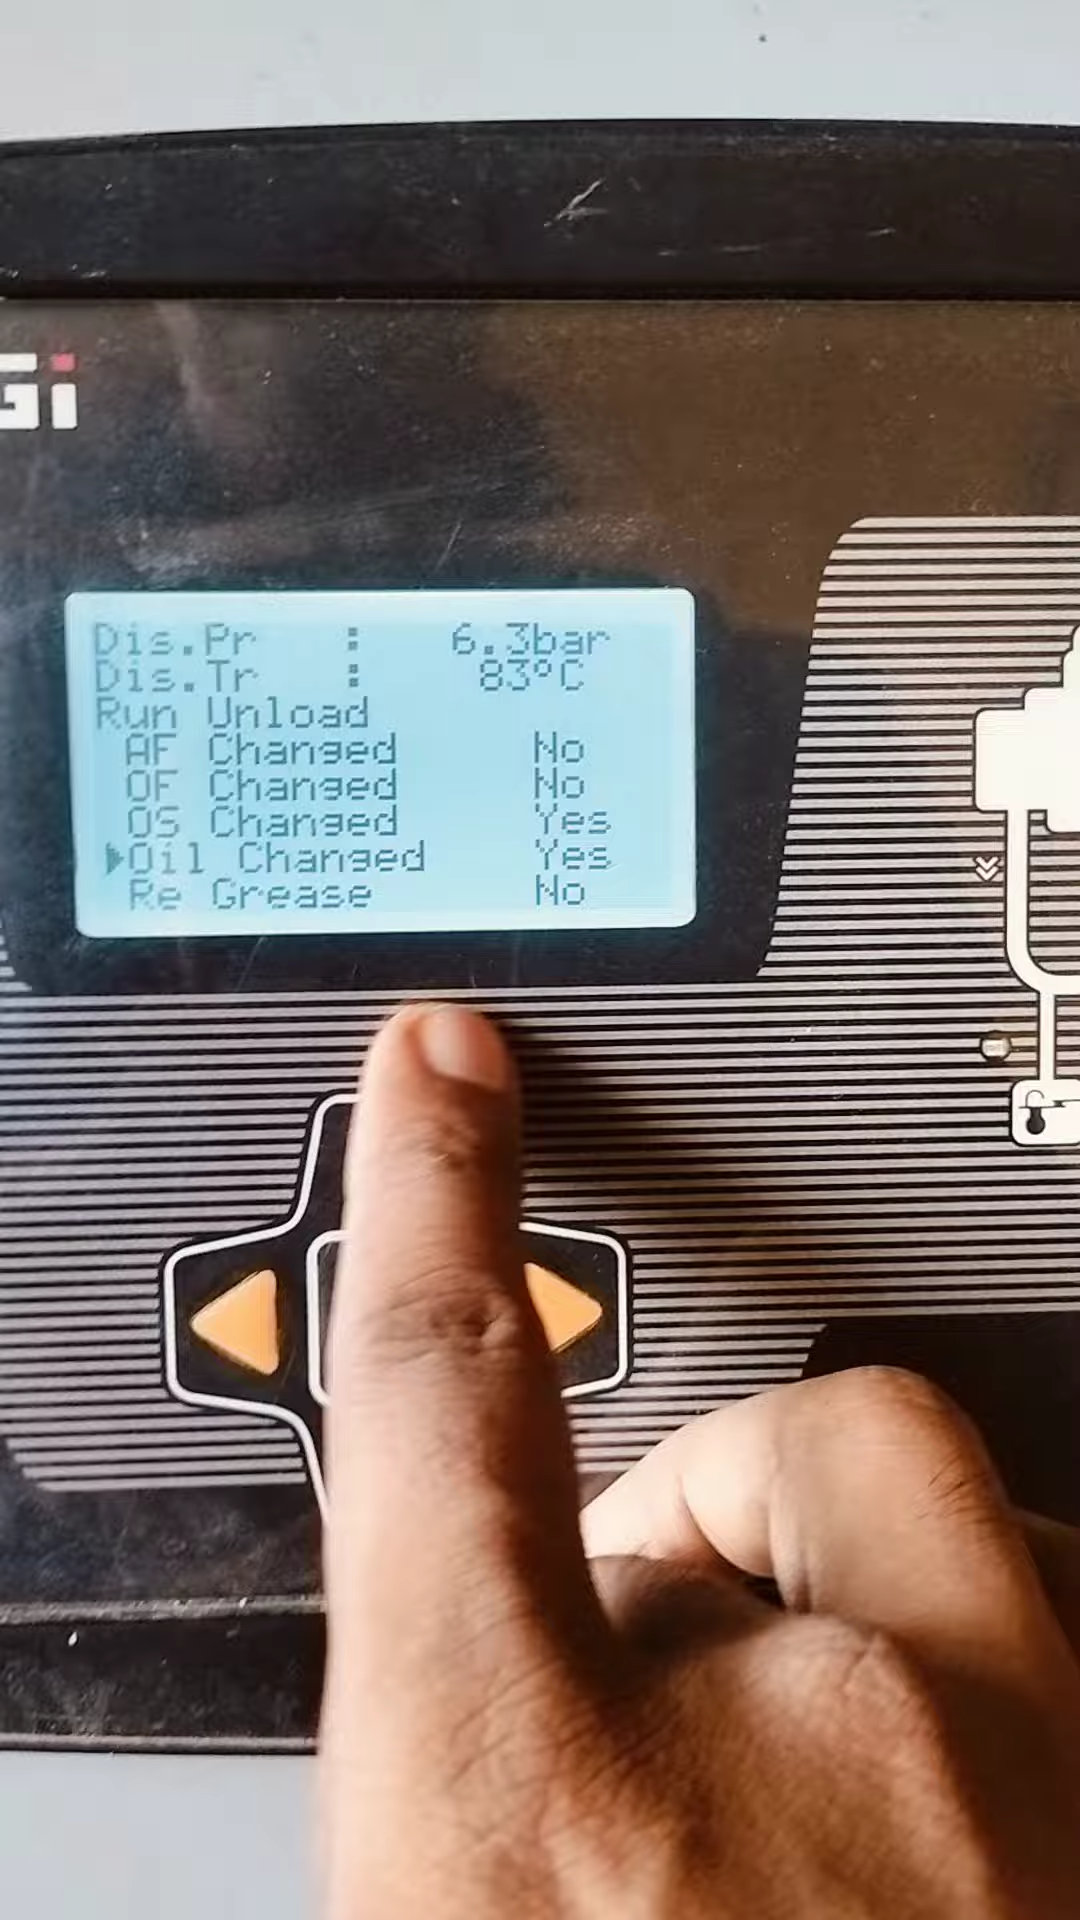 Gi
Dis.Pr : 6.3bar
Dis.Tr : 83°C
Run Unload
AF Changed No
OF Changed No
OS Changed Yes
Oil Changed Yes
Re Grease No